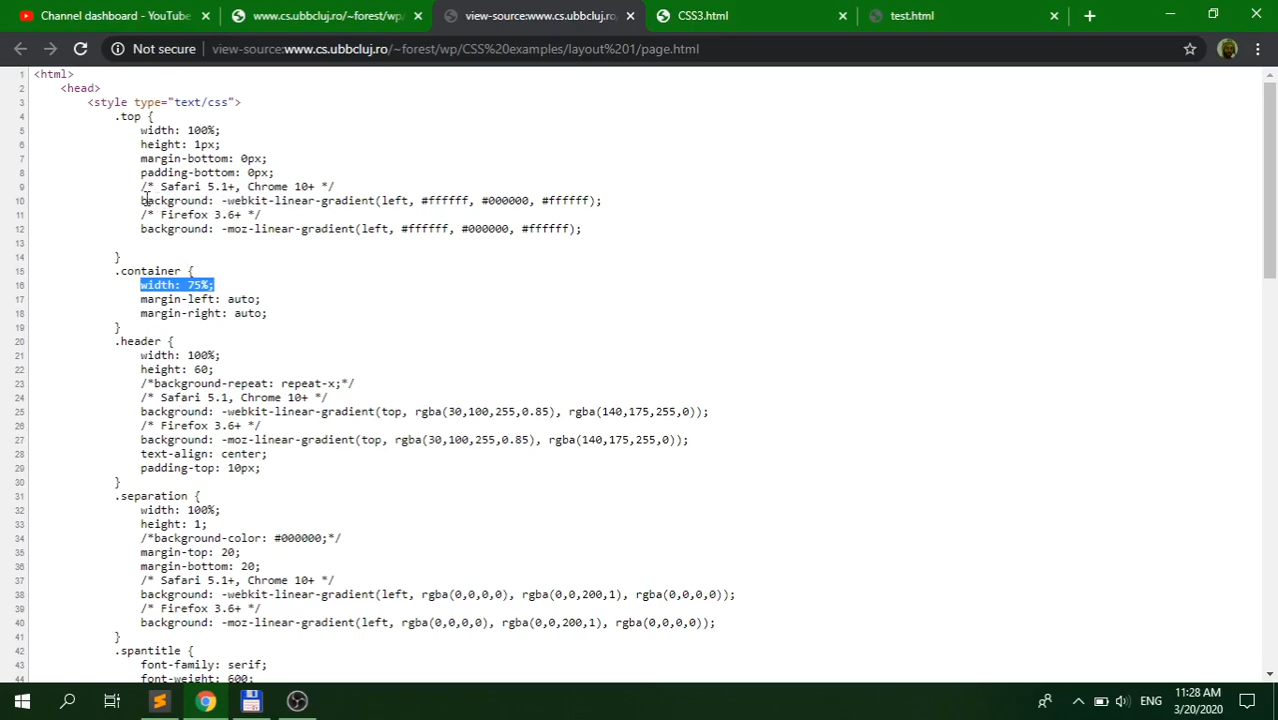 Channel dashboard - YouTube
www.cs.ubbcluj.ro/~forest/wp/
view-source:www.cs.ubbcluj.ro,
CSS3.html
test.html
Not secure
view-source:www.cs.ubbcluj.ro/~forest/wp/CSS%20examples/layout%201/page.html
1 <html>
2 <head>
3 <style type="text/css">
4 .top {
5 width: 100%;
6 height: 1px;
7 margin-bottom: 0px;
8 padding-bottom: 0px;
9 /* Safari 5.1+, Chrome 10+ */
10 background: -webkit-linear-gradient(left, #ffffff, #000000, #ffffff);
11 /* Firefox 3.6+ */
12 background: -moz-linear-gradient(left, #ffffff, #000000, #ffffff);
13
14 }
15 .container {
16 width: 75%;
17 margin-left: auto;
18 margin-right: auto;
19 }
20 .header {
21 width: 100%;
22 height: 60;
23 /*background-repeat: repeat-x;*/
24 /* Safari 5.1, Chrome 10+ */
25 background: -webkit-linear-gradient(top, rgba(30,100,255,0.85), rgba(140,175,255,0));
26 /* Firefox 3.6+ */
27 background: -moz-linear-gradient(top, rgba(30,100,255,0.85), rgba(140,175,255,0));
28 text-align: center;
29 padding-top: 10px;
30 }
31 .separation {
32 width: 100%;
33 height: 1;
34 /*background-color: #000000;*/
35 margin-top: 20;
36 margin-bottom: 20;
37 /* Safari 5.1+, Chrome 10+ */
38 background: -webkit-linear-gradient(left, rgba(0,0,0,0), rgba(0,0,200,1), rgba(0,0,0,0));
39 /* Firefox 3.6+ */
40 background: -moz-linear-gradient(left, rgba(0,0,0,0), rgba(0,0,200,1), rgba(0,0,0,0));
41 }
42 .spantitle {
43 font-family: serif;
44 font-weight: 600;
ENG
11:28 AM
3/20/2020